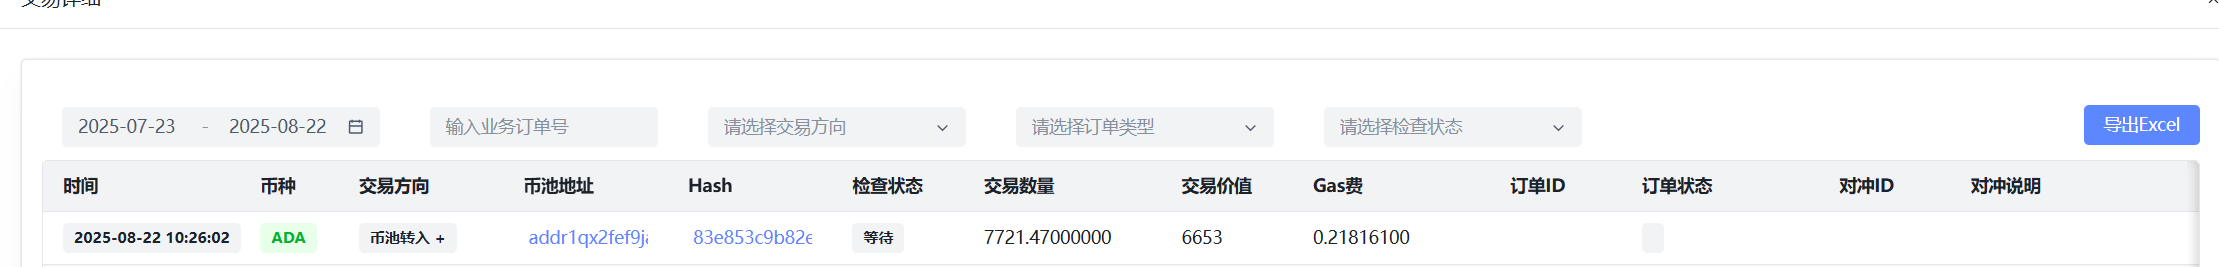 交易详细
2025-07-23 - 2025-08-22 输入业务订单号 请选择交易方向 请选择订单类型 请选择检查状态 导出Excel
时间 币种 交易方向 币池地址 Hash 检查状态 交易数量 交易价值 Gas费 订单ID 订单状态 对冲ID 对冲说明
2025-08-22 10:26:02 ADA 币池转入 + addr1qx2fef9j 83e853c9b82e 等待 7721.47000000 6653 0.21816100